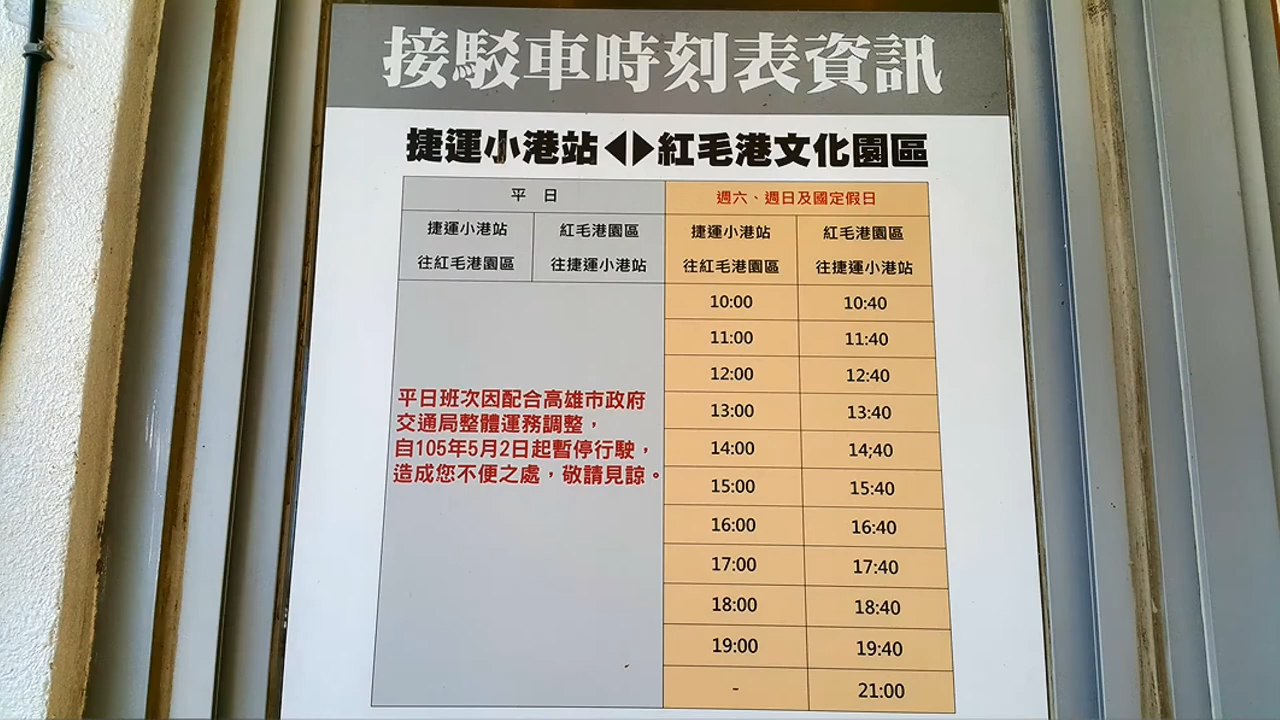 接駁車時刻表資訊
捷運小港站◀▶紅毛港文化園區
平 日 週六、週日及國定假日
捷運小港站 紅毛港園區 捷運小港站 紅毛港園區
往紅毛港園區 往捷運小港站 往紅毛港園區 往捷運小港站
10:00 10:40
11:00 11:40
12:00 12:40
平日班次因配合高雄市政府
交通局整體運務調整，
自105年5月2日起暫停行駛，
造成您不便之處，敬請見諒。
13:00 13:40
14:00 14;40
15:00 15:40
16:00 16:40
17:00 17:40
18:00 18:40
19:00 19:40
- 21:00